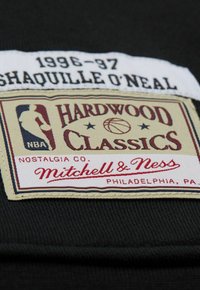 1996-97
SHAQUILLE O'NEAL
HARDWOOD
CLASSICS
NBA
NOSTALGIA CO.
Mitchell & Ness
PHILADELPHIA, PA